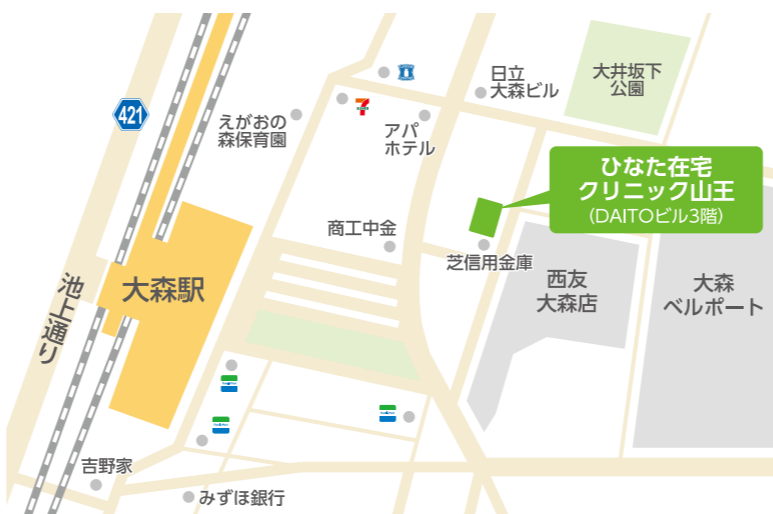 日立
大森ビル
大井坂下
公園
421
7
えがおの
森保育園
アパ
ホテル
ひなた在宅
クリニック山王
(DAITOビル3階)
商工中金
芝信用金庫
大森駅
西友
大森店
大森
ベルポート
池上通り
吉野家
みずほ銀行